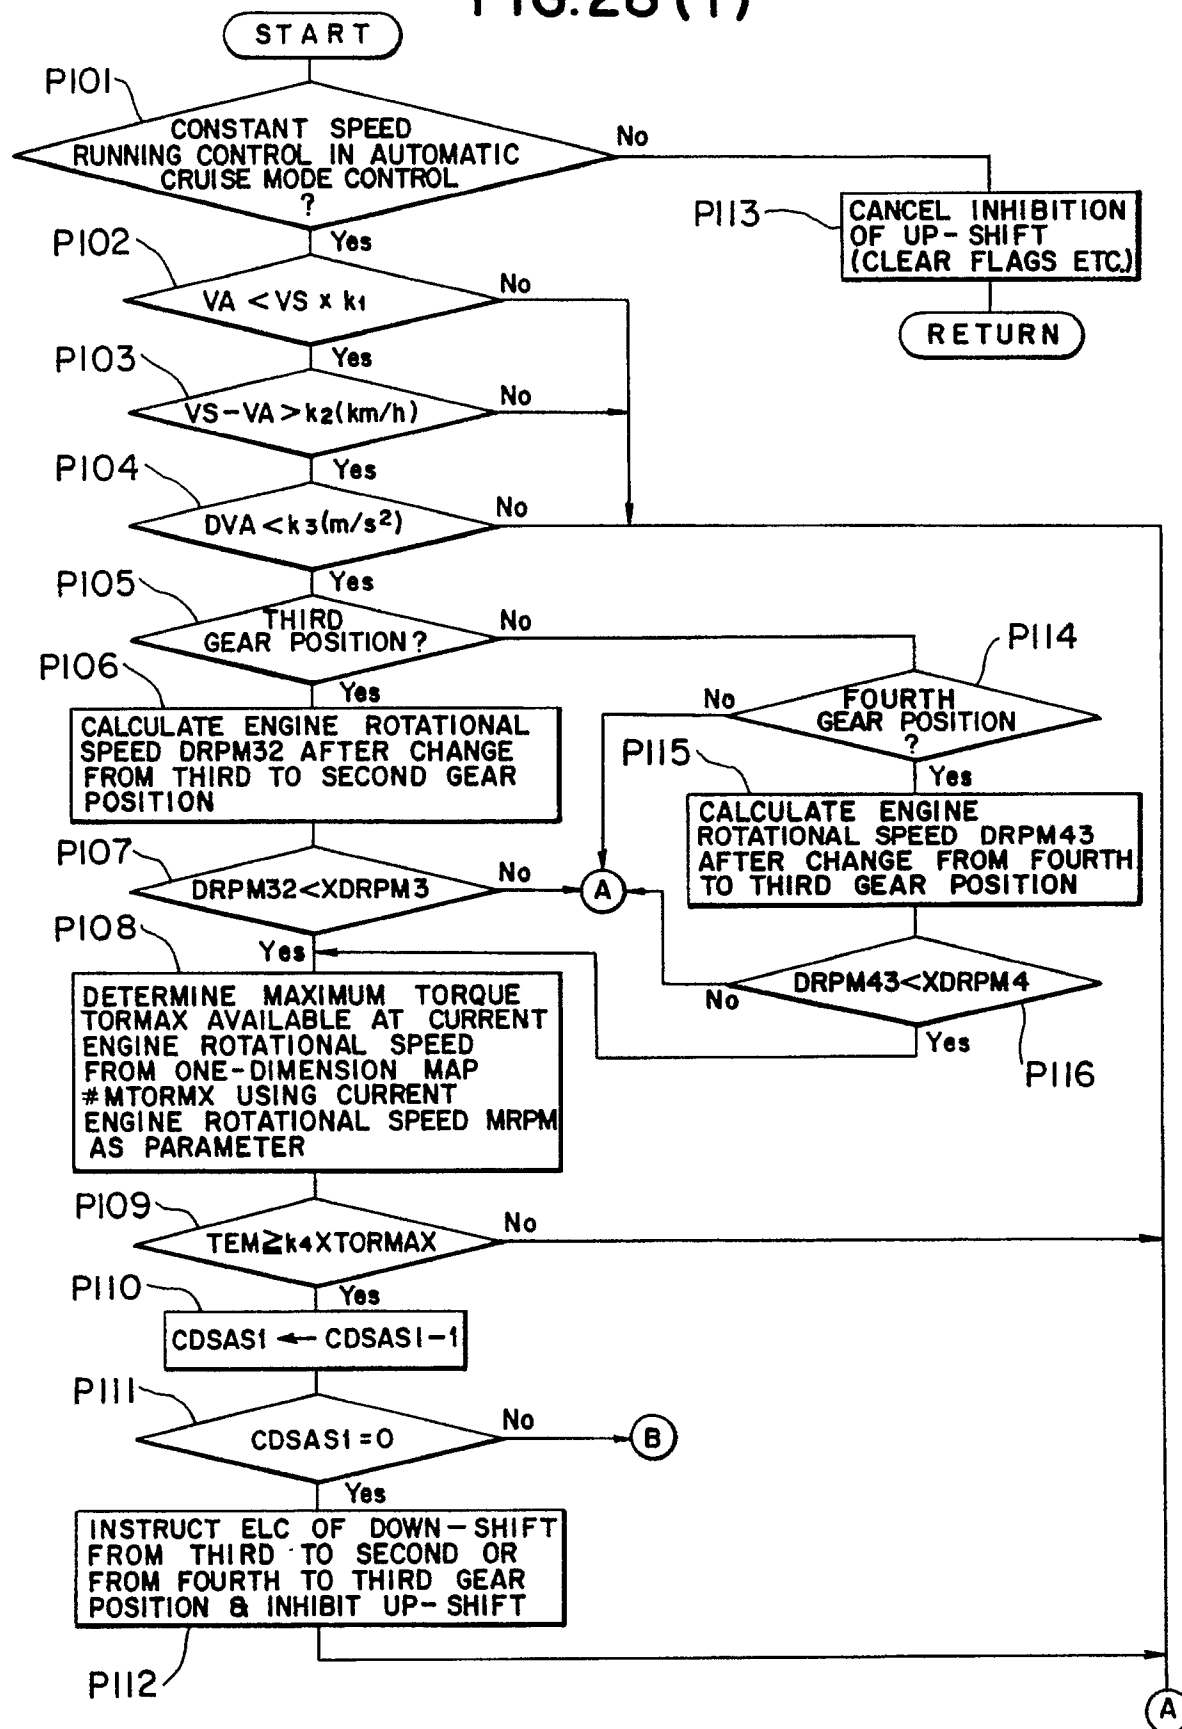 FIG. 28 (1)
START
P101
CONSTANT SPEED
RUNNING CONTROL IN AUTOMATIC
CRUISE MODE CONTROL
?
No
Yes
P113
CANCEL INHIBITION
OF UP-SHIFT
(CLEAR FLAGS ETC.)
RETURN
P102
VA < VS x k1
No
Yes
P103
VS-VA>k2(km/h)
No
Yes
P104
DVA<k3(m/s²)
No
Yes
P105
THIRD
GEAR POSITION?
No
Yes
P114
FOURTH
GEAR POSITION
?
No
Yes
P106
CALCULATE ENGINE ROTATIONAL
SPEED DRPM32 AFTER CHANGE
FROM THIRD TO SECOND GEAR
POSITION
P115
CALCULATE ENGINE
ROTATIONAL SPEED DRPM43
AFTER CHANGE FROM FOURTH
TO THIRD GEAR POSITION
P107
DRPM32<XDRPM3
No
A
Yes
P116
DRPM43<XDRPM4
No
Yes
P108
DETERMINE MAXIMUM TORQUE
TORMAX AVAILABLE AT CURRENT
ENGINE ROTATIONAL SPEED
FROM ONE-DIMENSION MAP
#MTORMX USING CURRENT
ENGINE ROTATIONAL SPEED MRPM
AS PARAMETER
P109
TEM≧k4XTORMAX
No
Yes
P110
CDSAS1 ← CDSAS1-1
P111
CDSAS1=0
No
B
Yes
INSTRUCT ELC OF DOWN-SHIFT
FROM THIRD TO SECOND OR
FROM FOURTH TO THIRD GEAR
POSITION & INHIBIT UP-SHIFT
P112
A